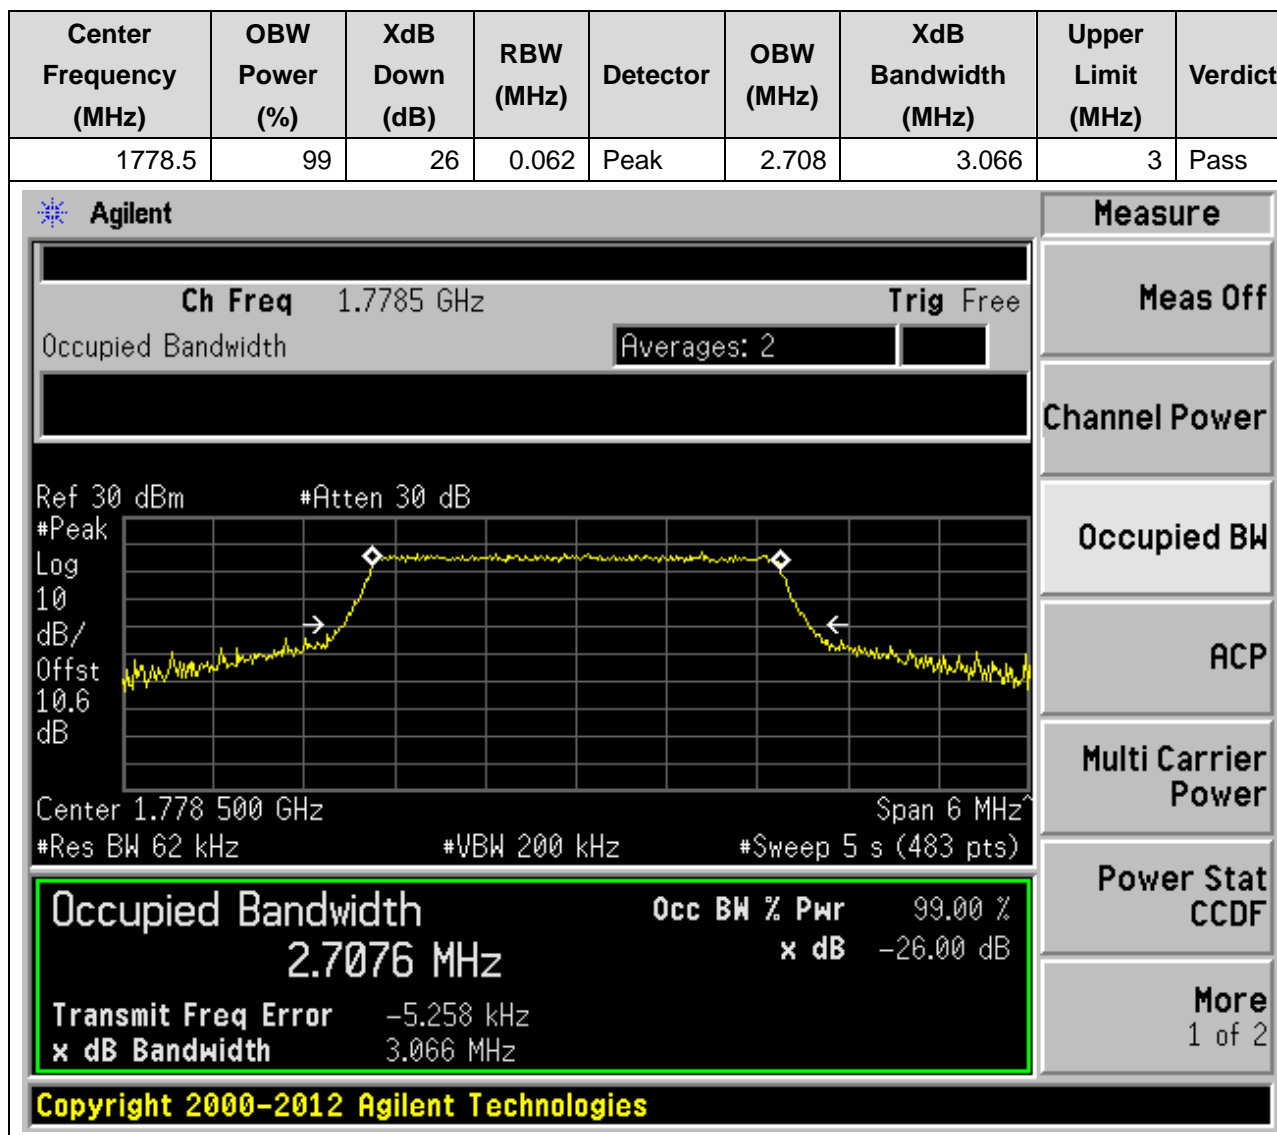 Center Frequency (MHz) OBW Power (%) XdB Down (dB) RBW (MHz) Detector OBW (MHz) XdB Bandwidth (MHz) Upper Limit (MHz) Verdict
1778.5 99 26 0.062 Peak 2.708 3.066 3 Pass
Agilent
Measure
Ch Freq 1.7785 GHz Trig Free
Meas Off
Occupied Bandwidth Averages: 2
Channel Power
Ref 30 dBm #Atten 30 dB
#Peak
Log
10
dB/
Offst
10.6
dB
Occupied BW
ACP
Multi Carrier
Power
Center 1.778 500 GHz Span 6 MHz^
#Res BW 62 kHz #VBW 200 kHz #Sweep 5 s (483 pts)
Power Stat
CCDF
Occupied Bandwidth Occ BW % Pwr 99.00 %
2.7076 MHz x dB -26.00 dB
Transmit Freq Error -5.258 kHz
x dB Bandwidth 3.066 MHz
More
1 of 2
Copyright 2000-2012 Agilent Technologies